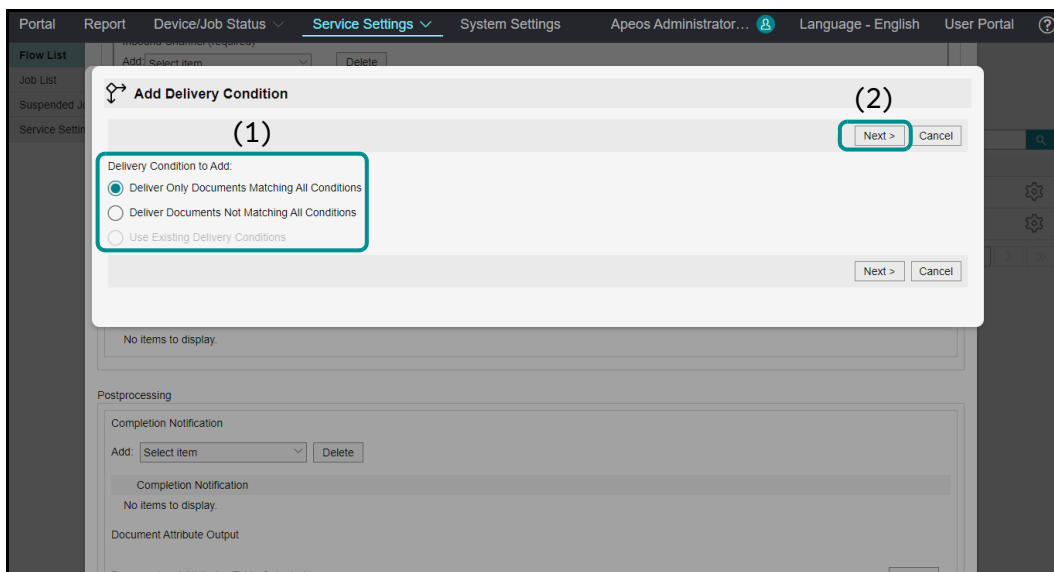 Portal Report Device/Job Status Service Settings System Settings Apeos Administrator... Language - English User Portal ?
Flow List
Inbound Channel (required)
Add: Select item Delete
Job List
Suspended
Service Settin
Add Delivery Condition
(1)
(2)
Next > Cancel
Delivery Condition to Add:
Deliver Only Documents Matching All Conditions
Deliver Documents Not Matching All Conditions
Use Existing Delivery Conditions
Next > Cancel
No items to display.
Postprocessing
Completion Notification
Add: Select item Delete
Completion Notification
No items to display.
Document Attribute Output